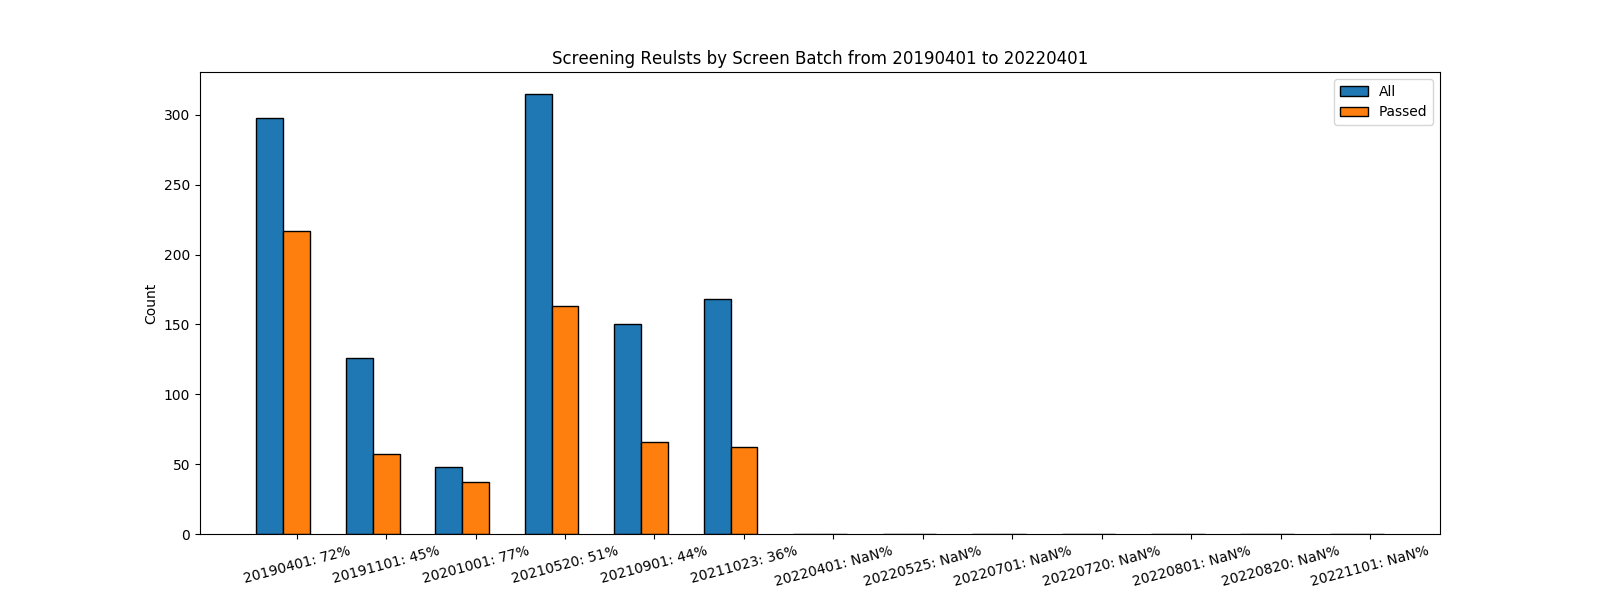 Screening Reulsts by Screen Batch from 20190401 to 20220401
All
Passed
Count
300
250
200
150
100
50
0
20190401: 72%
20191101: 45%
20201001: 77%
20210520: 51%
20210901: 44%
20211023: 36%
20220401: NaN%
20220525: NaN%
20220701: NaN%
20220720: NaN%
20220801: NaN%
20220820: NaN%
20221101: NaN%